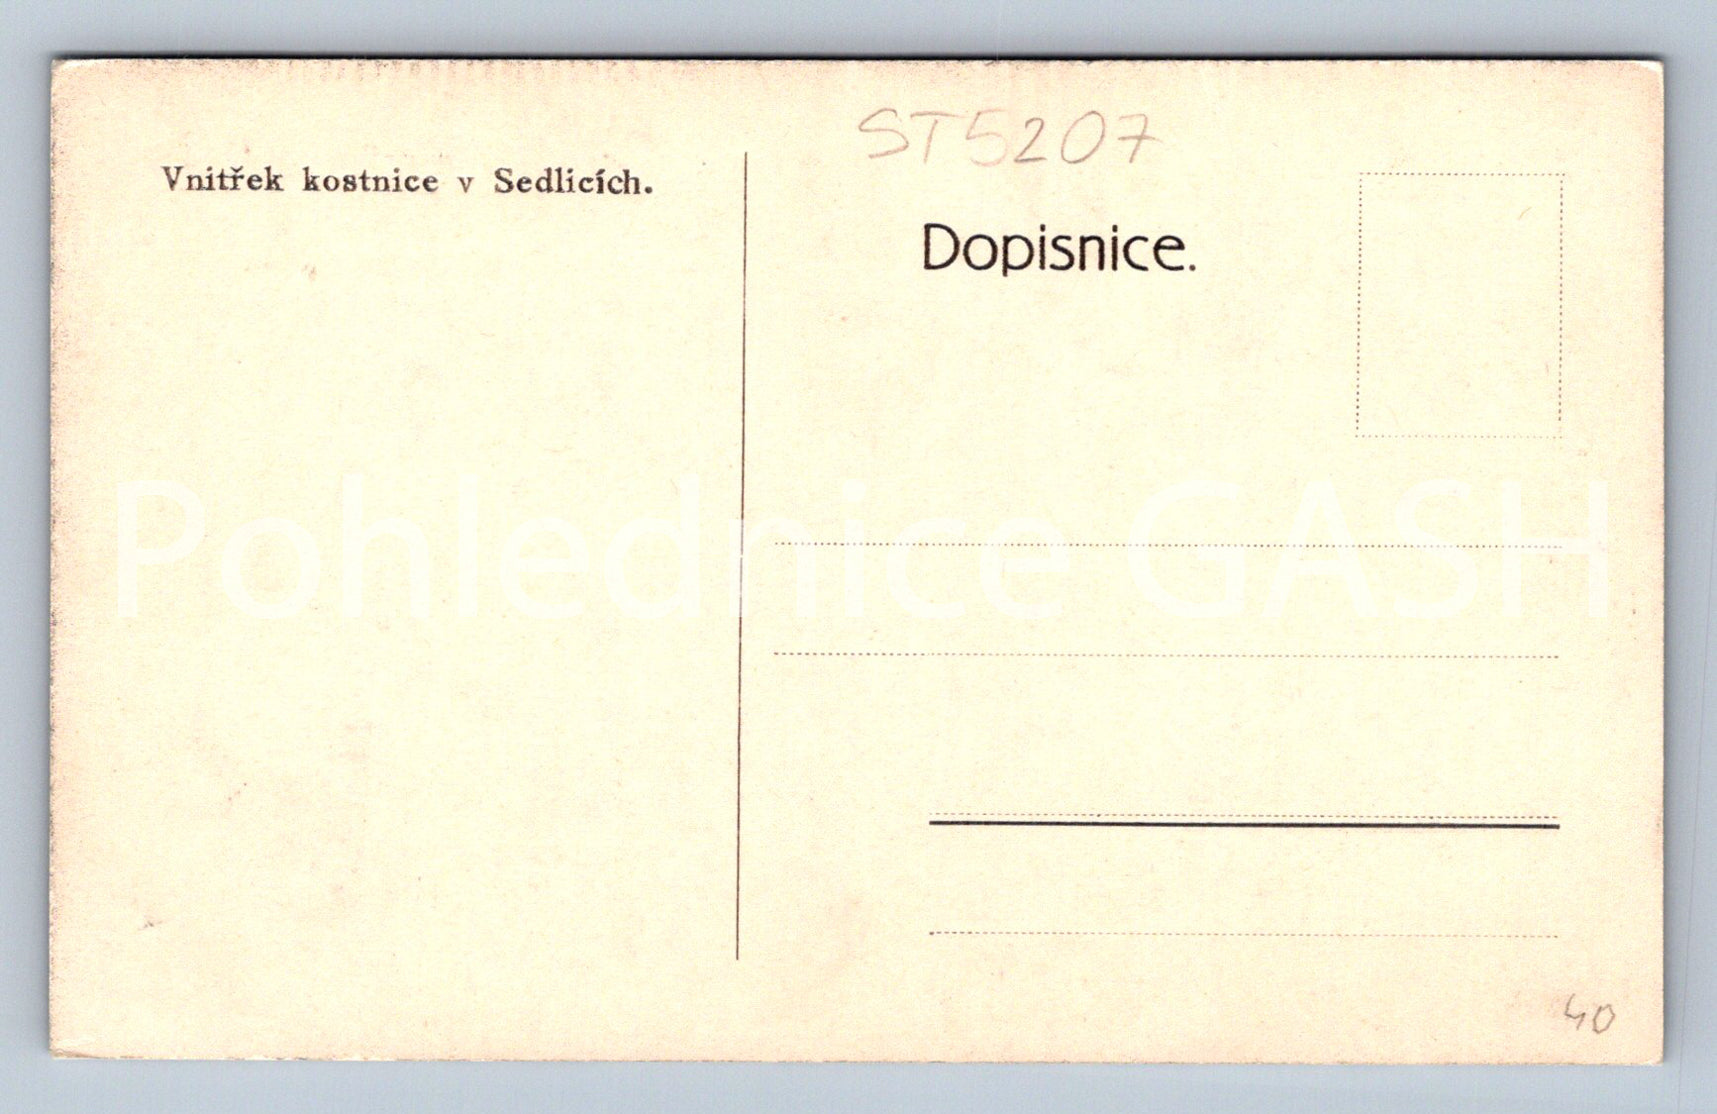 ST5207
Vnitřek kostnice v Sedlicích.
Dopisnice.
Pohlednice GASH
40